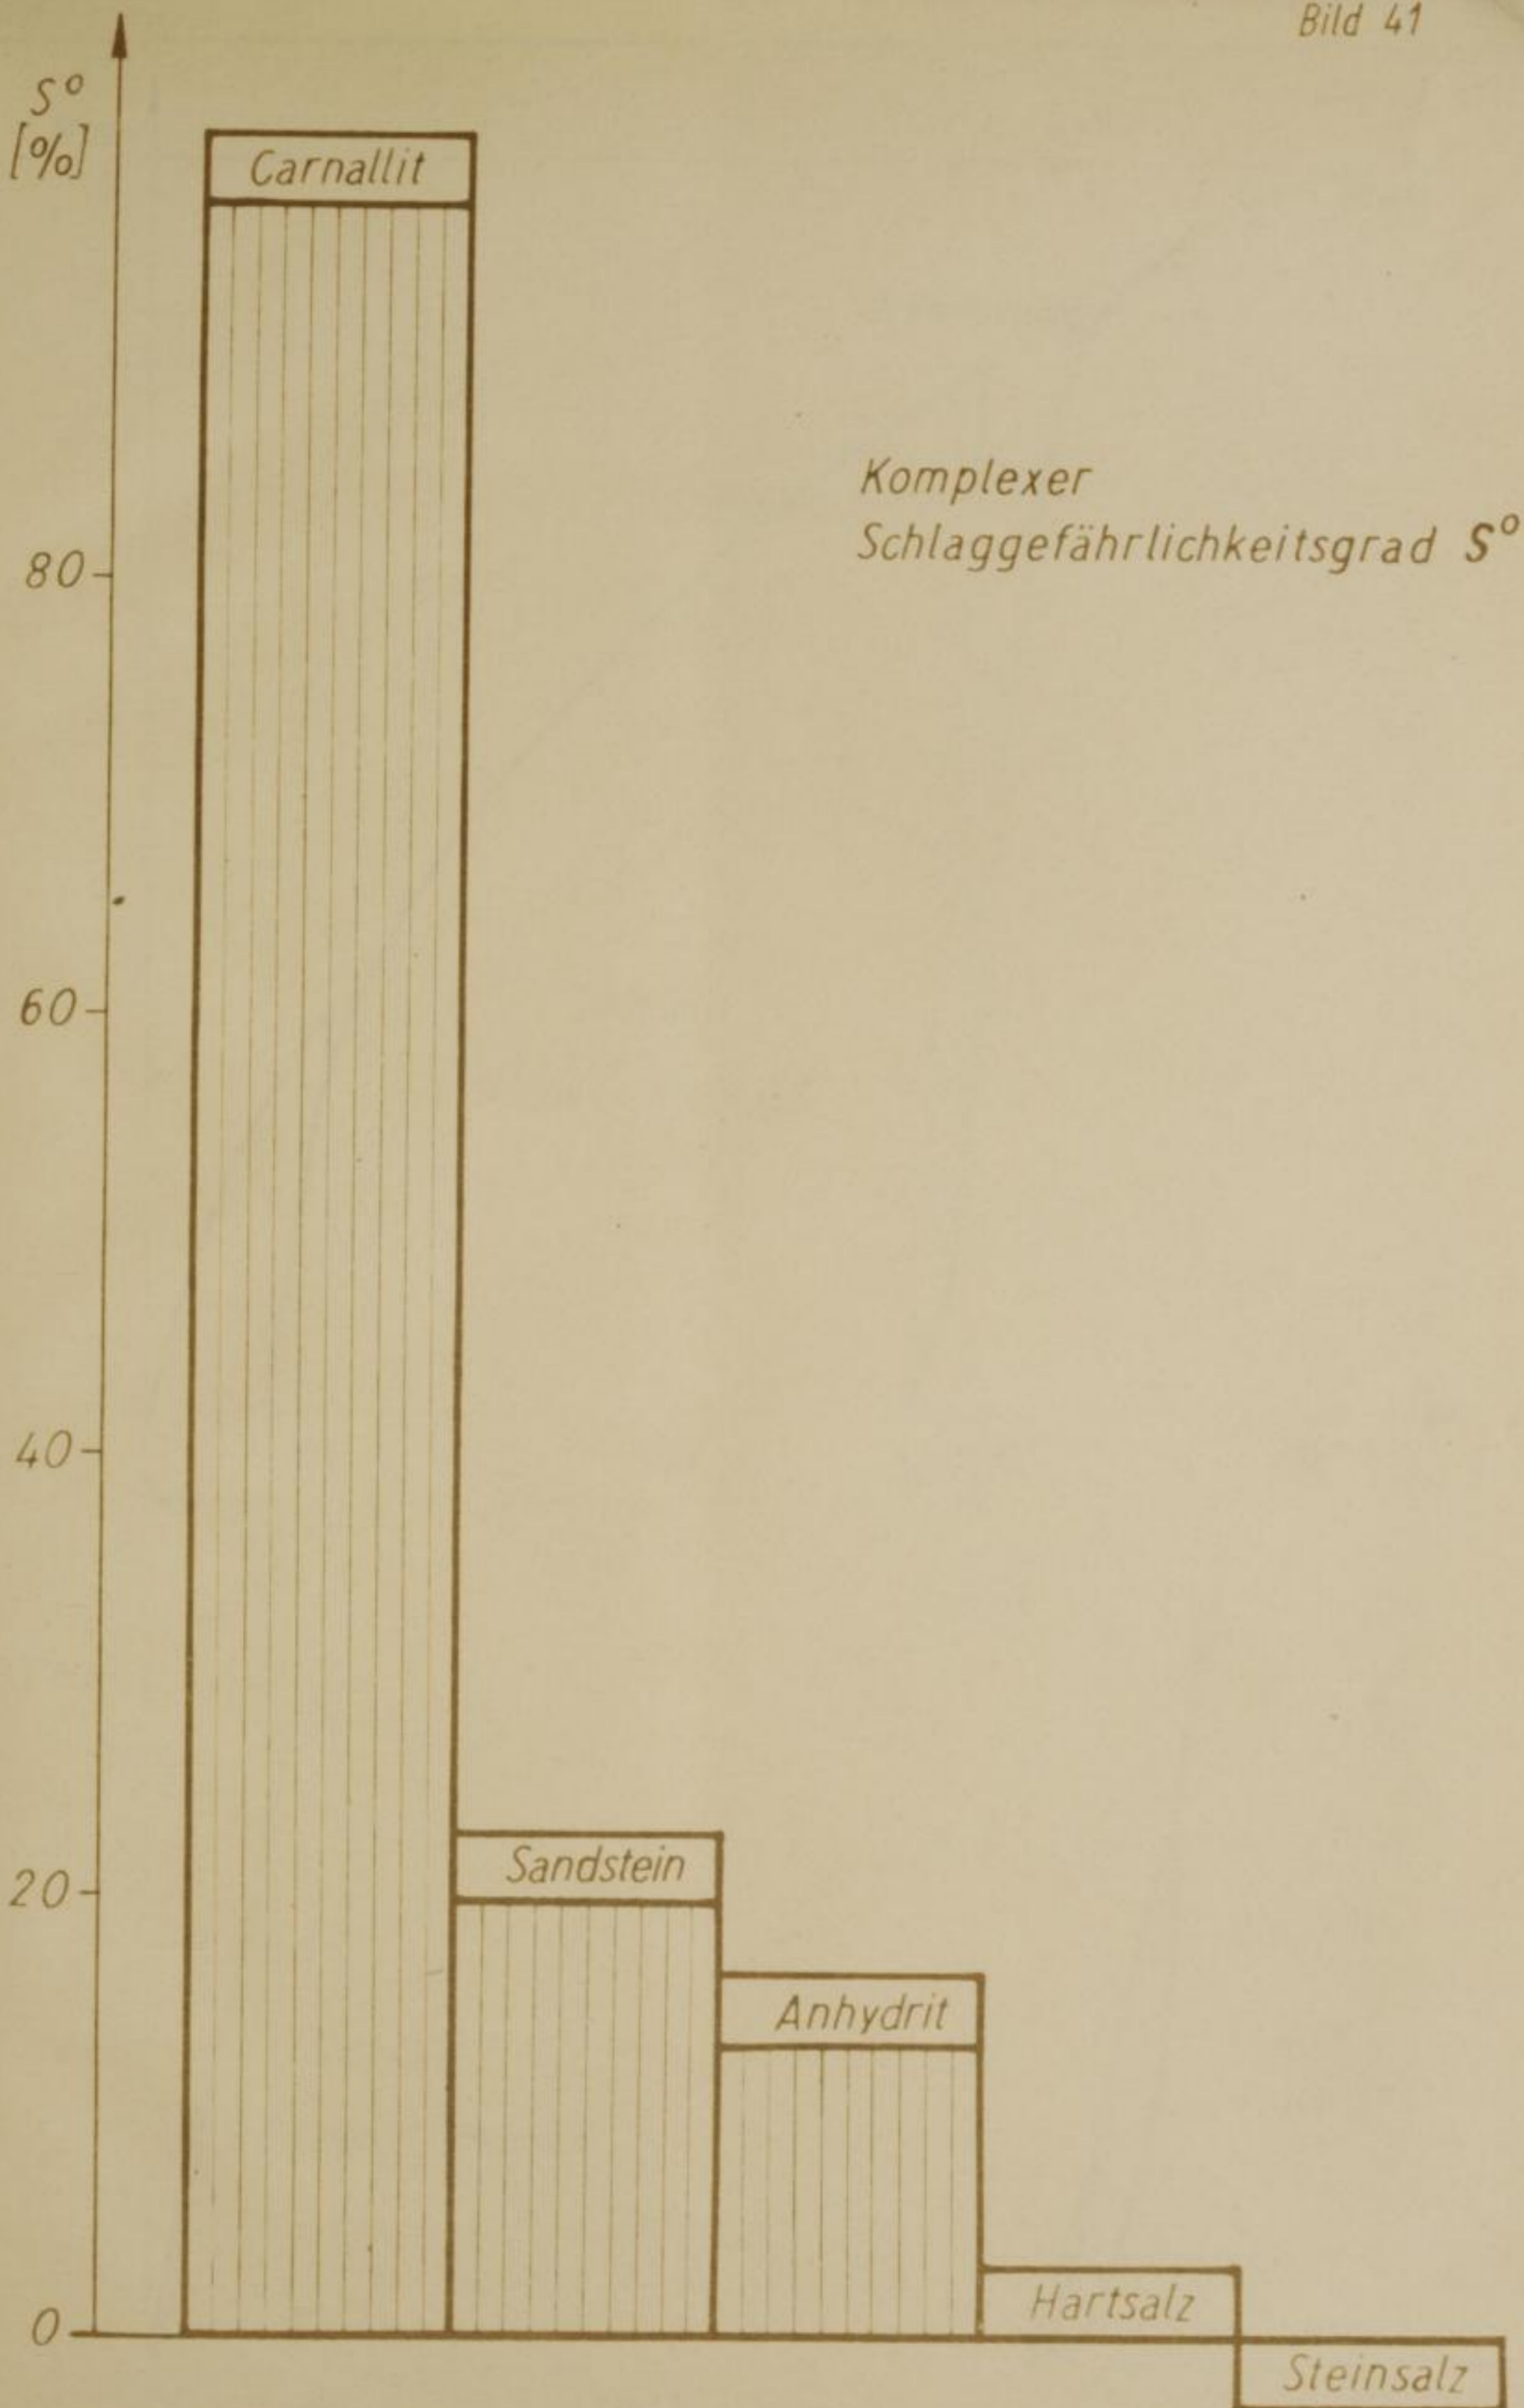 Bild 41
S°
[%]
Carnallit
Komplexer
Schlaggefährlichkeitsgrad S°
80
60
40
Sandstein
20
Anhydrit
Hartsalz
0
Steinsalz